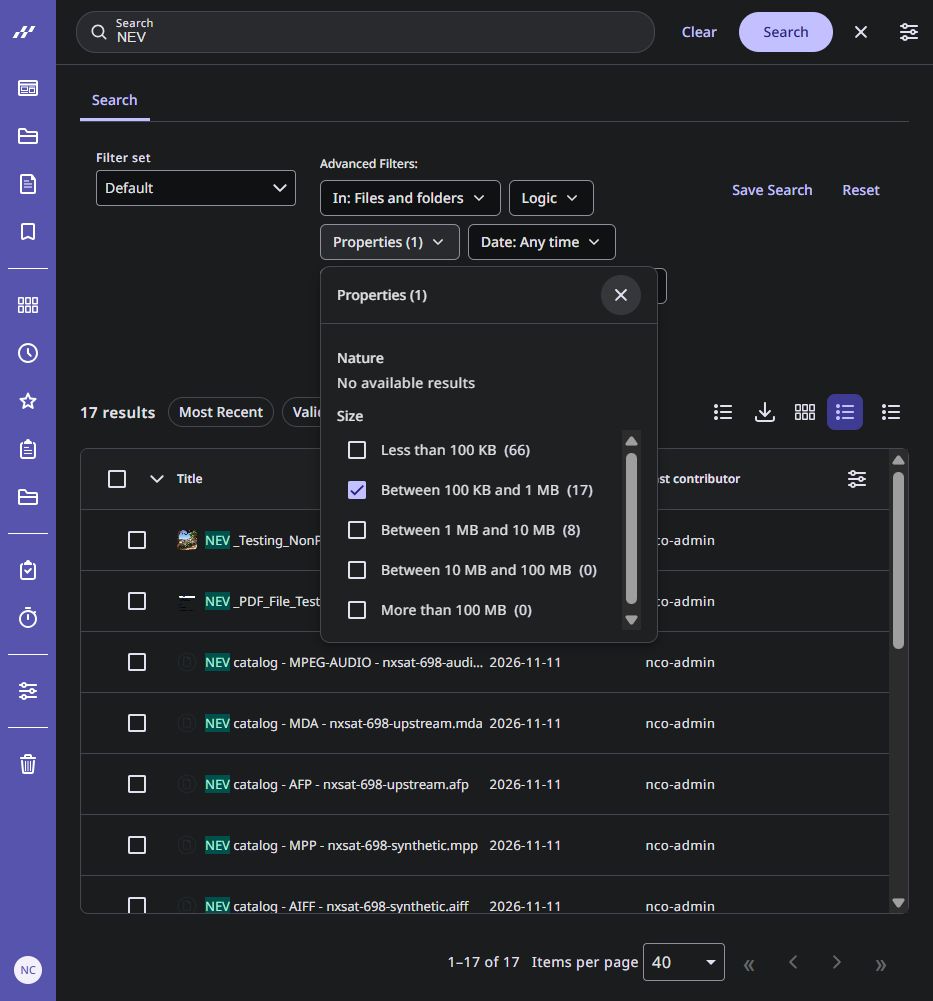 Search
NEV
Clear
Search
Search
Filter set
Default
Advanced Filters:
In: Files and folders
Logic
Save Search
Reset
Properties (1)
Date: Any time
Properties (1)
Nature
No available results
Size
Less than 100 KB (66)
Between 100 KB and 1 MB (17)
Between 1 MB and 10 MB (8)
Between 10 MB and 100 MB (0)
More than 100 MB (0)
17 results
Most Recent
Title
contributor
NEV
NEV
NEV catalog - MPEG-AUDIO - nxsat-698-audi... 2026-11-11 nco-admin
NEV catalog - MDA - nxsat-698-upstream.mda 2026-11-11 nco-admin
NEV catalog - AFP - nxsat-698-upstream.afp 2026-11-11 nco-admin
NEV catalog - MPP - nxsat-698-synthetic.mpp 2026-11-11 nco-admin
NEV catalog - AIFF - nxsat-698-synthetic.aiff 2026-11-11 nco-admin
1–17 of 17 Items per page 40
NC